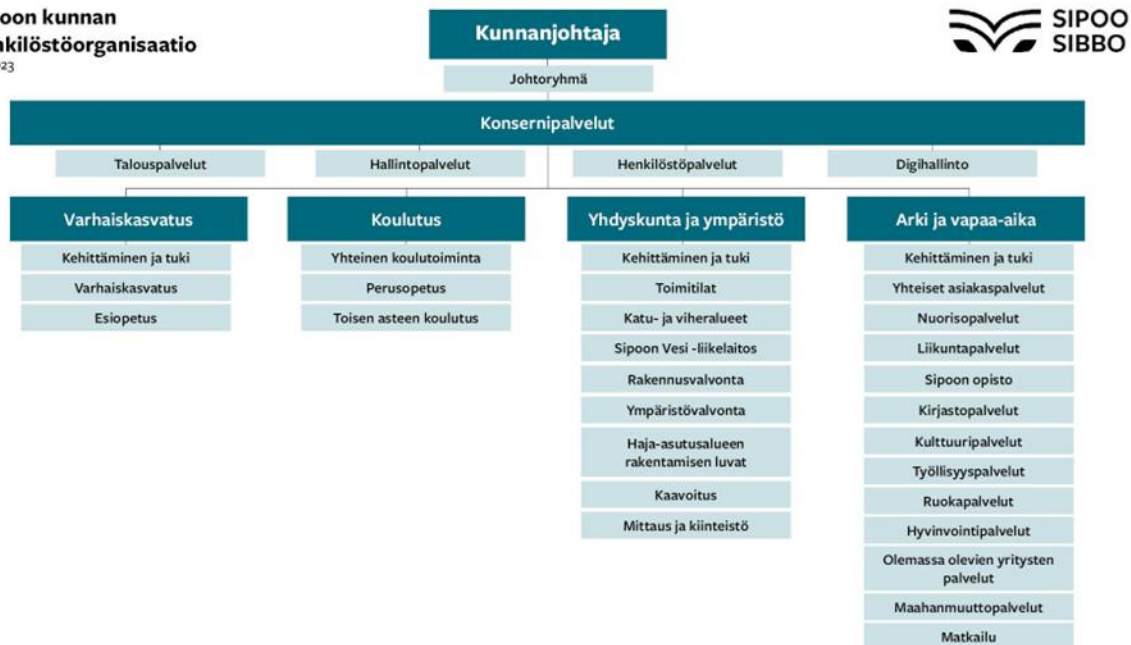 oon kunnan
nkilöstöorganisaatio
023
Kunnanjohtaja
Johtoryhmä
SIPOO
SIBBO
Konsernipalvelut
Talouspalvelut
Hallintopalvelut
Henkilöstöpalvelut
Digihallinto
Varhaiskasvatus
Kehittäminen ja tuki
Varhaiskasvatus
Esiopetus
Koulutus
Yhteinen koulutoiminta
Perusopetus
Toisen asteen koulutus
Yhdyskunta ja ympäristö
Kehittäminen ja tuki
Toimitilat
Katu- ja viheralueet
Sipoon Vesi -liikelaitos
Rakennusvalvonta
Ympäristövalvonta
Haja-asutusalueen
rakentamisen luvat
Kaavoitus
Mittaus ja kiinteistö
Arki ja vapaa-aika
Kehittäminen ja tuki
Yhteiset asiakaspalvelut
Nuorisopalvelut
Liikuntapalvelut
Sipoon opisto
Kirjastopalvelut
Kulttuuripalvelut
Työllisyyspalvelut
Ruokapalvelut
Hyvinvointipalvelut
Olemassa olevien yritysten
palvelut
Maahanmuuttopalvelut
Matkailu